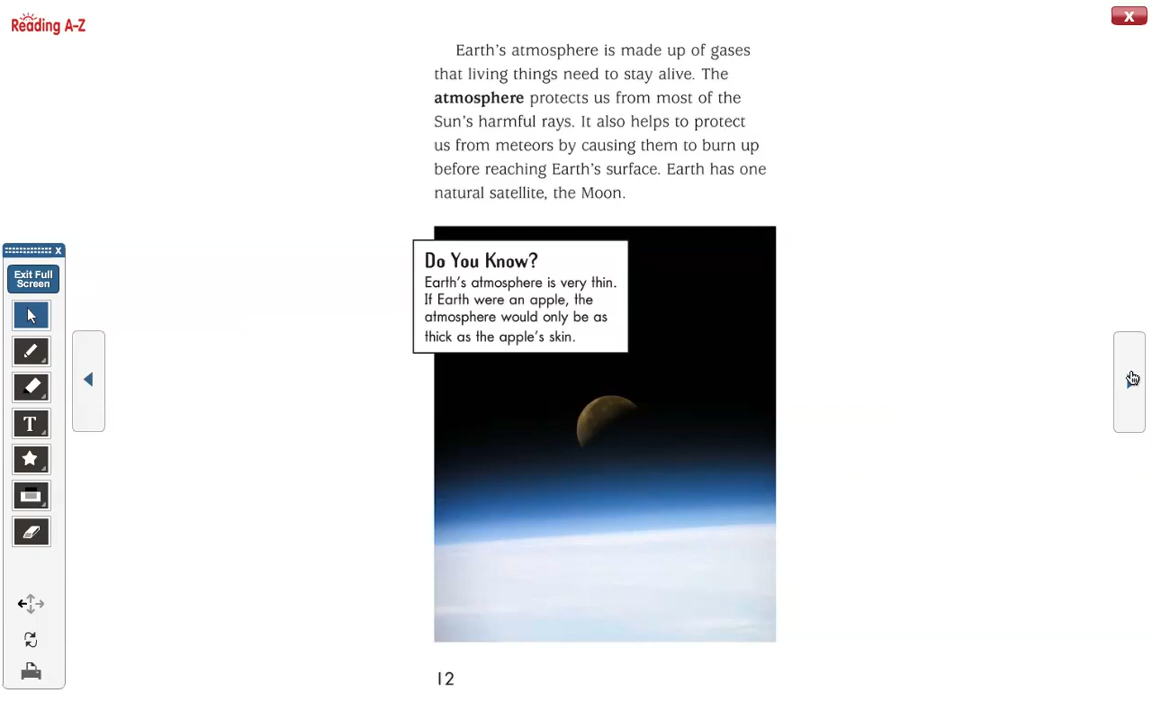 Reading A-Z
X
Earth's atmosphere is made up of gases
that living things need to stay alive. The
atmosphere protects us from most of the
Sun's harmful rays. It also helps to protect
us from meteors by causing them to burn up
before reaching Earth's surface. Earth has one
natural satellite, the Moon.
Do You Know?
Earth's atmosphere is very thin.
If Earth were an apple, the
atmosphere would only be as
thick as the apple's skin.
x
Exit Full
Screen
T
12